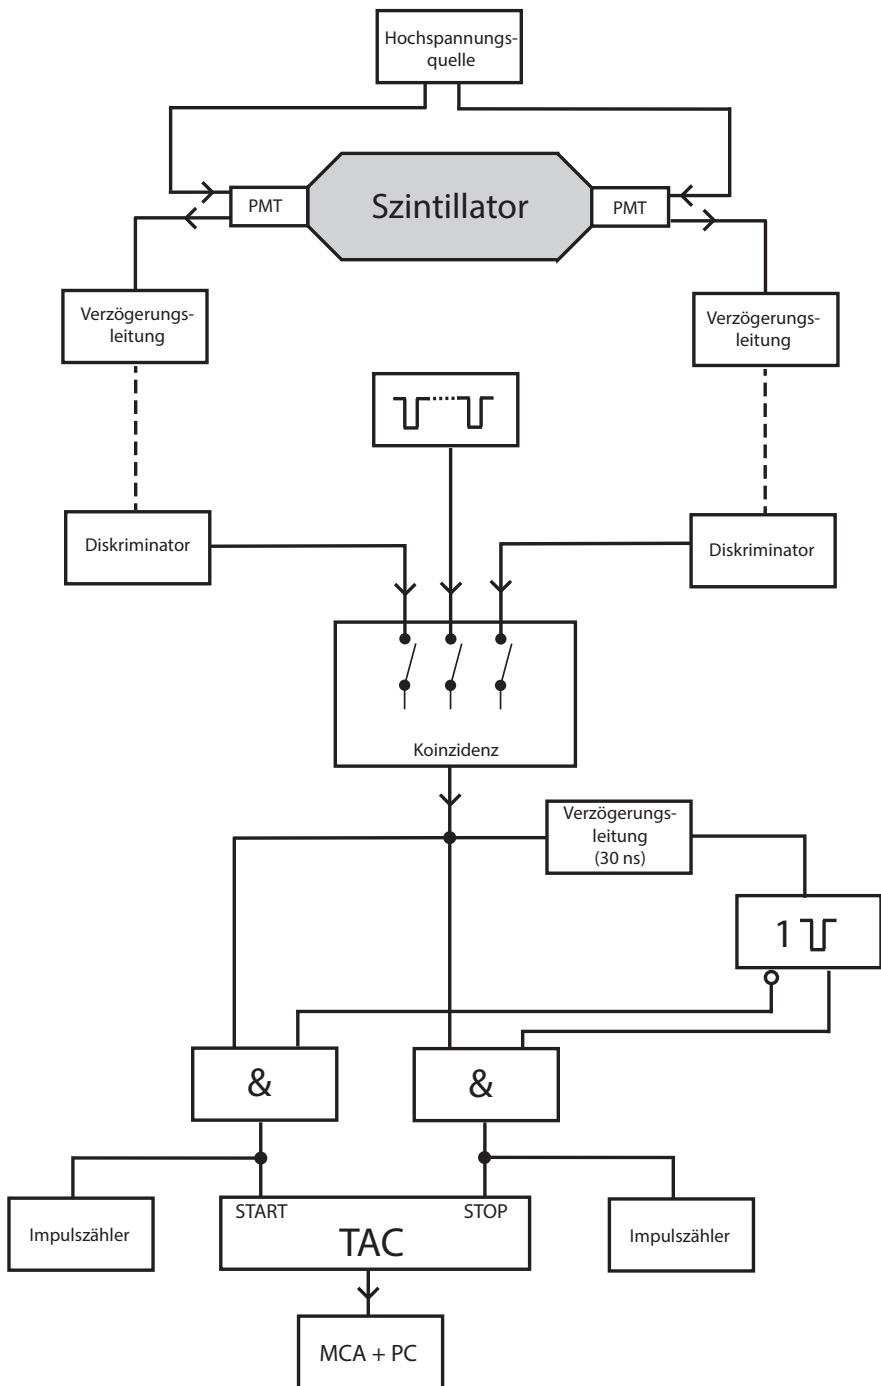 Hochspannungs-
quelle
PMT
Szintillator
PMT
Verzögerungs-
leitung
Verzögerungs-
leitung
Diskriminator
Diskriminator
Koinzidenz
Verzögerungs-
leitung
(30 ns)
1
&
&
START
STOP
Impulszähler
TAC
Impulszähler
MCA + PC